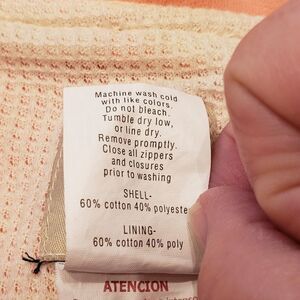 Machine wash cold
with like colors.
Do not bleach.
Tumble dry low,
or line dry.
Remove promptly.
Close all zippers
and closures
prior to washing
SHELL-
60% cotton 40% polyeste
LINING-
60% cotton 40% poly
ATENCION